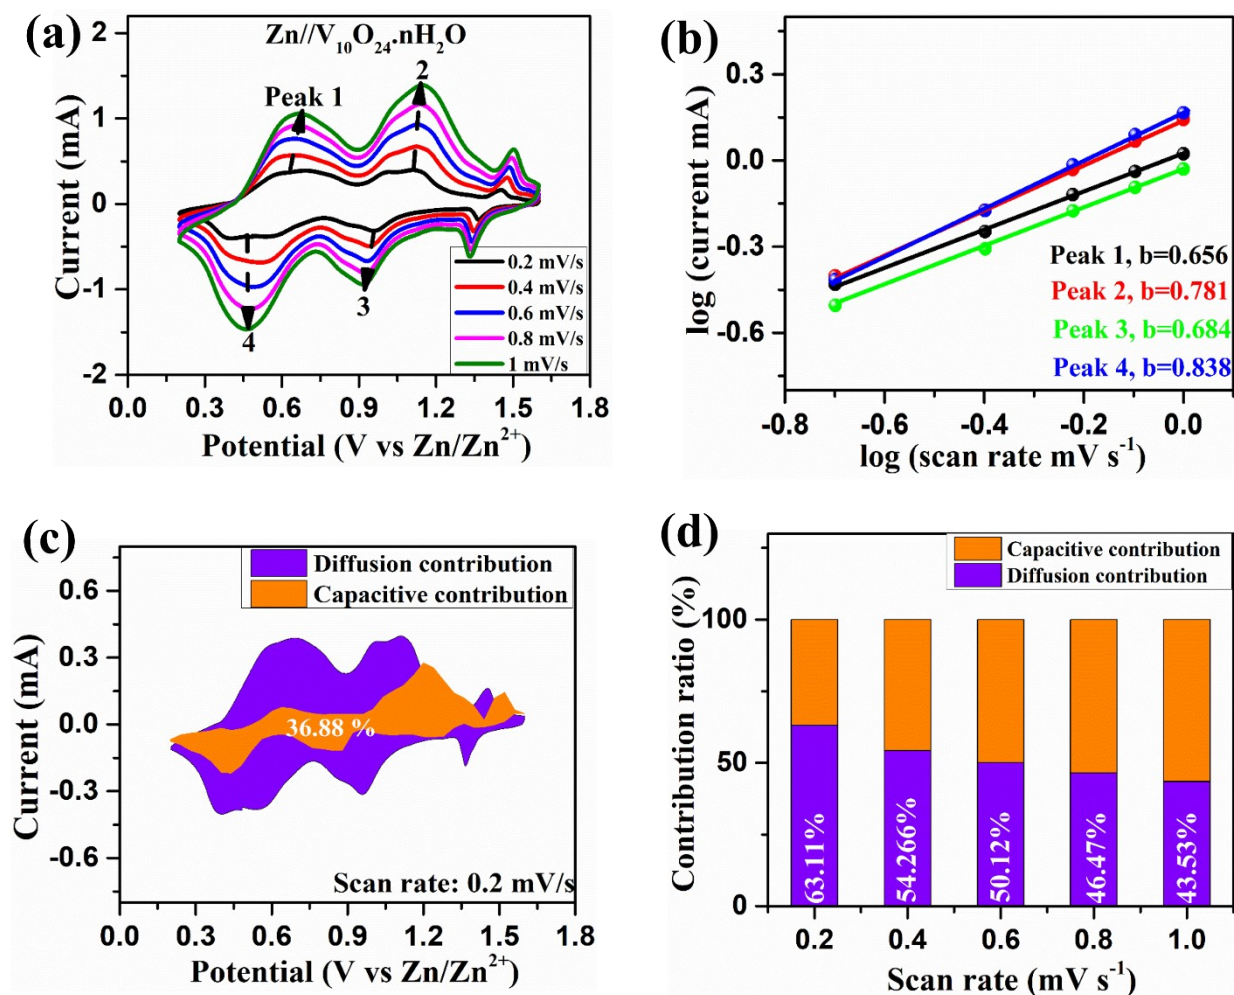 (a)
Zn//V₁₀O₂₄.nH₂O
Peak 1
2
3
4
0.2 mV/s
0.4 mV/s
0.6 mV/s
0.8 mV/s
1 mV/s
2
1
0
-1
-2
Current (mA)
0.0 0.3 0.6 0.9 1.2 1.5 1.8
Potential (V vs Zn/Zn²⁺)
(b)
0.3
0.0
-0.3
-0.6
log (current mA)
Peak 1, b=0.656
Peak 2, b=0.781
Peak 3, b=0.684
Peak 4, b=0.838
-0.8 -0.6 -0.4 -0.2 0.0
log (scan rate mV s⁻¹)
(c)
Diffusion contribution
Capacitive contribution
0.6
0.3
0.0
-0.3
-0.6
Current (mA)
36.88 %
Scan rate: 0.2 mV/s
0.0 0.3 0.6 0.9 1.2 1.5 1.8
Potential (V vs Zn/Zn²⁺)
(d)
Capacitive contribution
Diffusion contribution
100
50
0
Contribution ratio (%)
63.11%
54.266%
50.12%
46.47%
43.53%
0.2 0.4 0.6 0.8 1.0
Scan rate (mV s⁻¹)